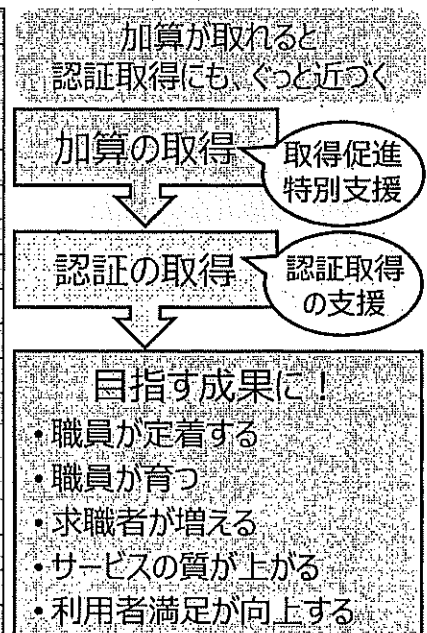 加算が取れると
認証取得にも、ぐっと近づく
加算の取得
取得促進
特別支援
認証の取得
認証取得
の支援
目指す成果に！
・職員が定着する
・職員が育つ
・求職者が増える
・サービスの質が上がる
・利用者満足が向上する